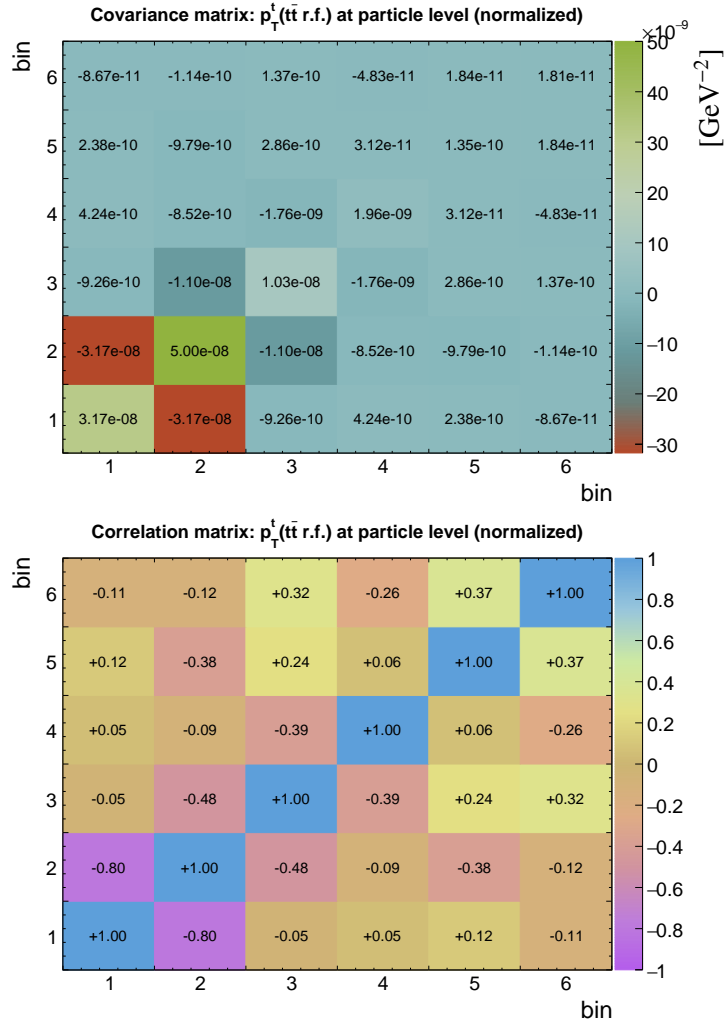 Covariance matrix: p_T^t(tt̄ r.f.) at particle level (normalized)
×10⁻⁹
bin
[GeV⁻²]
6 -8.67e-11 -1.14e-10 1.37e-10 -4.83e-11 1.84e-11 1.81e-11
5 2.38e-10 -9.79e-10 2.86e-10 3.12e-11 1.35e-10 1.84e-11
4 4.24e-10 -8.52e-10 -1.76e-09 1.96e-09 3.12e-11 -4.83e-11
3 -9.26e-10 -1.10e-08 1.03e-08 -1.76e-09 2.86e-10 1.37e-10
2 -3.17e-08 5.00e-08 -1.10e-08 -8.52e-10 -9.79e-10 -1.14e-10
1 3.17e-08 -3.17e-08 -9.26e-10 4.24e-10 2.38e-10 -8.67e-11
1 2 3 4 5 6
bin
50
40
30
20
10
0
−10
−20
−30
Correlation matrix: p_T^t(tt̄ r.f.) at particle level (normalized)
bin
6 -0.11 -0.12 +0.32 -0.26 +0.37 +1.00
5 +0.12 -0.38 +0.24 +0.06 +1.00 +0.37
4 +0.05 -0.09 -0.39 +1.00 +0.06 -0.26
3 -0.05 -0.48 +1.00 -0.39 +0.24 +0.32
2 -0.80 +1.00 -0.48 -0.09 -0.38 -0.12
1 +1.00 -0.80 -0.05 +0.05 +0.12 -0.11
1 2 3 4 5 6
bin
1
0.8
0.6
0.4
0.2
0
−0.2
−0.4
−0.6
−0.8
−1